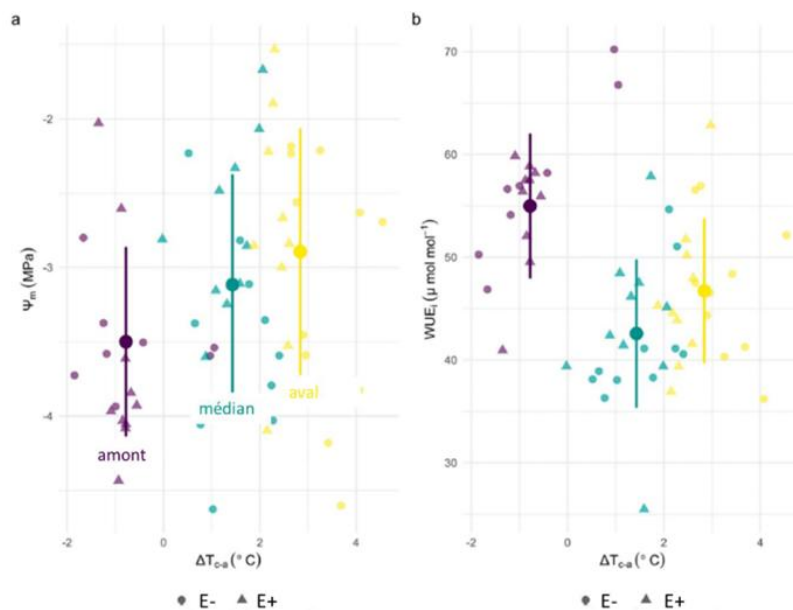 a
b
-2
-3
-4
Ψm (MPa)
amont
médian
aval
-2
0
2
4
ΔTc-a (° C)
70
60
50
40
30
WUEi (μ mol mol⁻¹)
-2
0
2
4
ΔTc-a (° C)
E- E+
E- E+